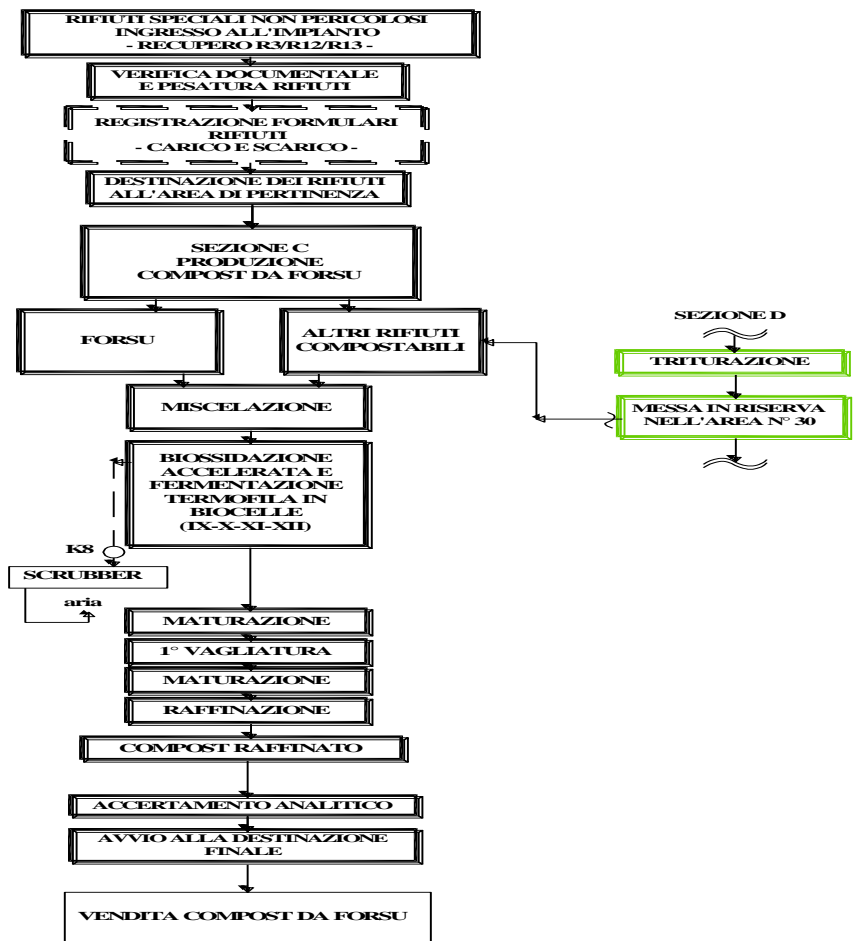 RIFIUTI SPECIALI NON PERICOLOSI
INGRESSO ALL'IMPIANTO
- RECUPERO R3/R12/R13 -
VERIFICA DOCUMENTALE
E PESATURA RIFIUTI
REGISTRAZIONE FORMULARI
RIFIUTI
- CARICO E SCARICO -
DESTINAZIONE DEI RIFIUTI
ALL'AREA DI PERTINENZA
SEZIONE C
PRODUZIONE
COMPOST DA FORSU
FORSU
ALTRI RIFIUTI
COMPOSTABILI
SEZIONE D
TRITURAZIONE
MESSA IN RISERVA
NELL'AREA N° 30
MISCELAZIONE
BIOSSIDAZIONE
ACCELERATA E
FERMENTAZIONE
TERMOFILA IN
BIOCELLE
(IX-X-XI-XII)
K8
SCRUBBER
aria
MATURAZIONE
1° VAGLIATURA
MATURAZIONE
RAFFINAZIONE
COMPOST RAFFINATO
ACCERTAMENTO ANALITICO
AVVIO ALLA DESTINAZIONE
FINALE
VENDITA COMPOST DA FORSU